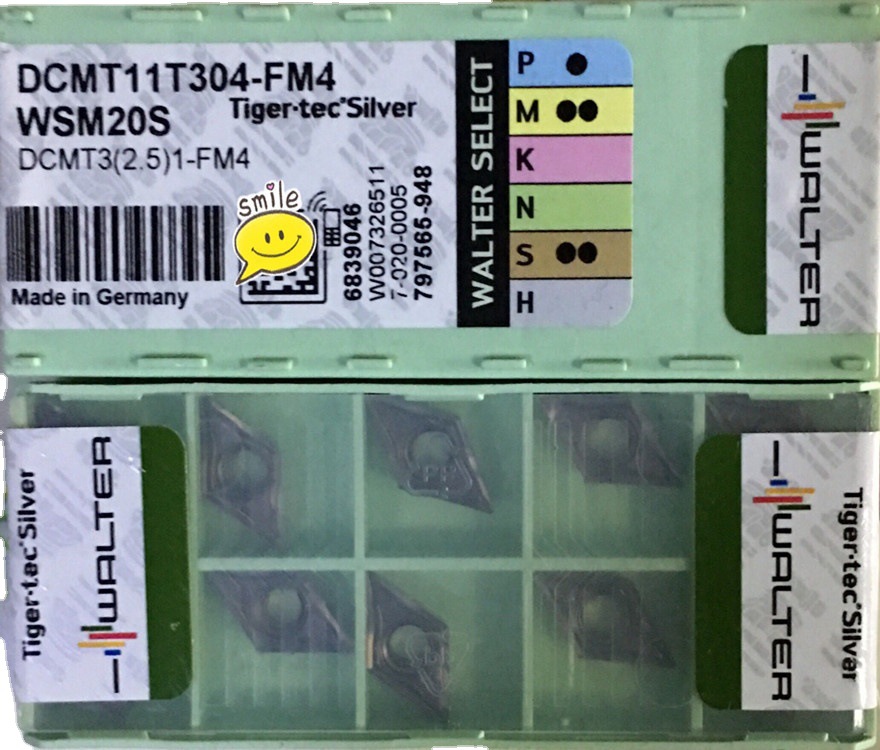 DCMT11T304-FM4
WSM20S
Tiger·tec®Silver
DCMT3(2.5)1-FM4
smile
Made in Germany
6839046
W007326511
7-020-0005
797565-948
WALTER SELECT
P
M
K
N
S
H
WALTER
Tiger·tec®Silver
WALTER
WALTER
Tiger·tec®Silver